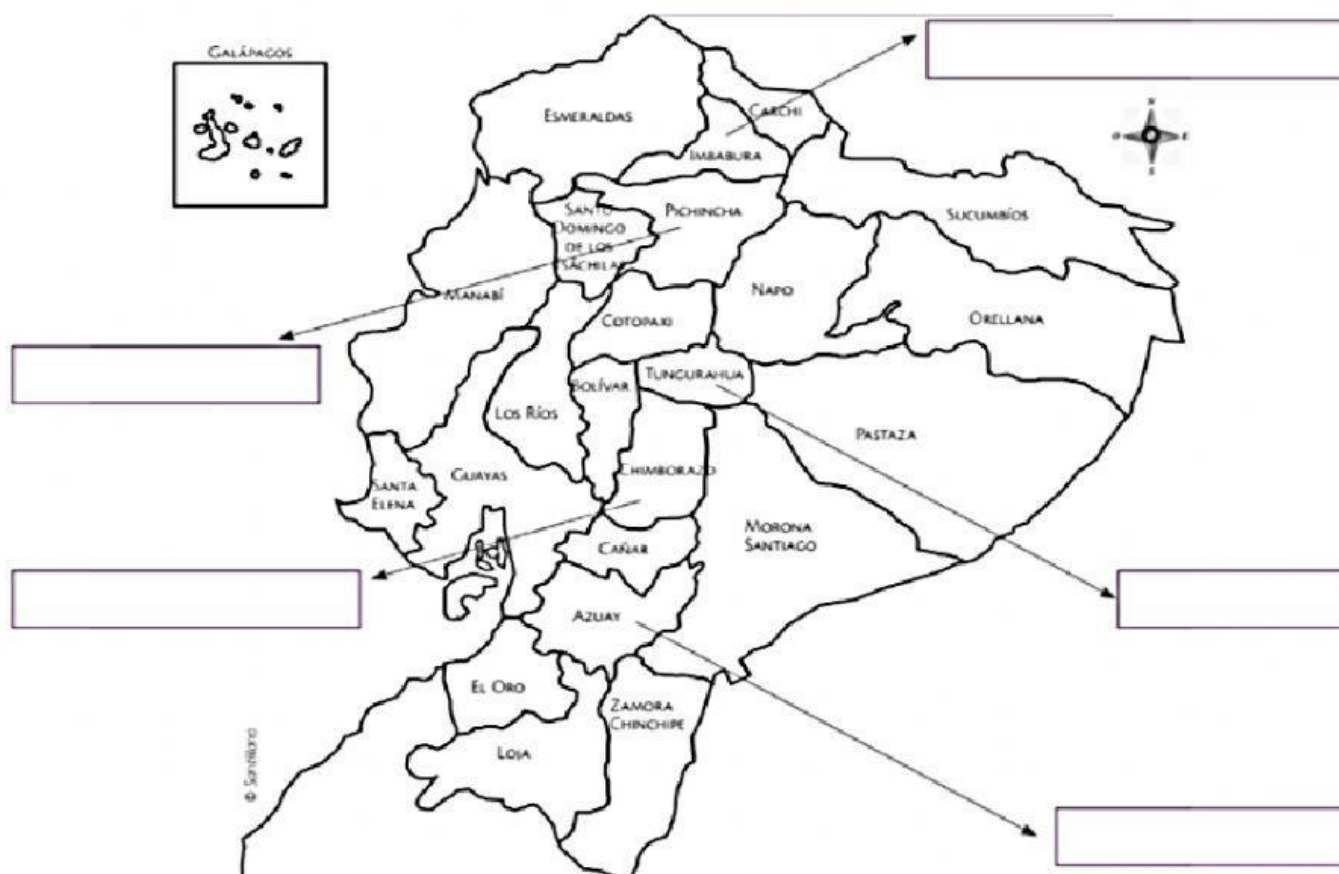 GALÁPAGOS
ESMERALDAS
CARCHI
IMBABURA
N
O
E
S
SANTO
DOMINGO
DE LOS
TSÁCHILAS
PICHINCHA
SUCUMBÍOS
MANABÍ
NAPO
COTOPAXI
ORELLANA
TUNGURAHUA
BOLÍVAR
LOS RÍOS
PASTAZA
GUAYAS
CHIMBORAZO
SANTA
ELENA
MORONA
SANTIAGO
CAÑAR
AZUAY
EL ORO
ZAMORA
CHINCHIPE
LOJA
© Santillana